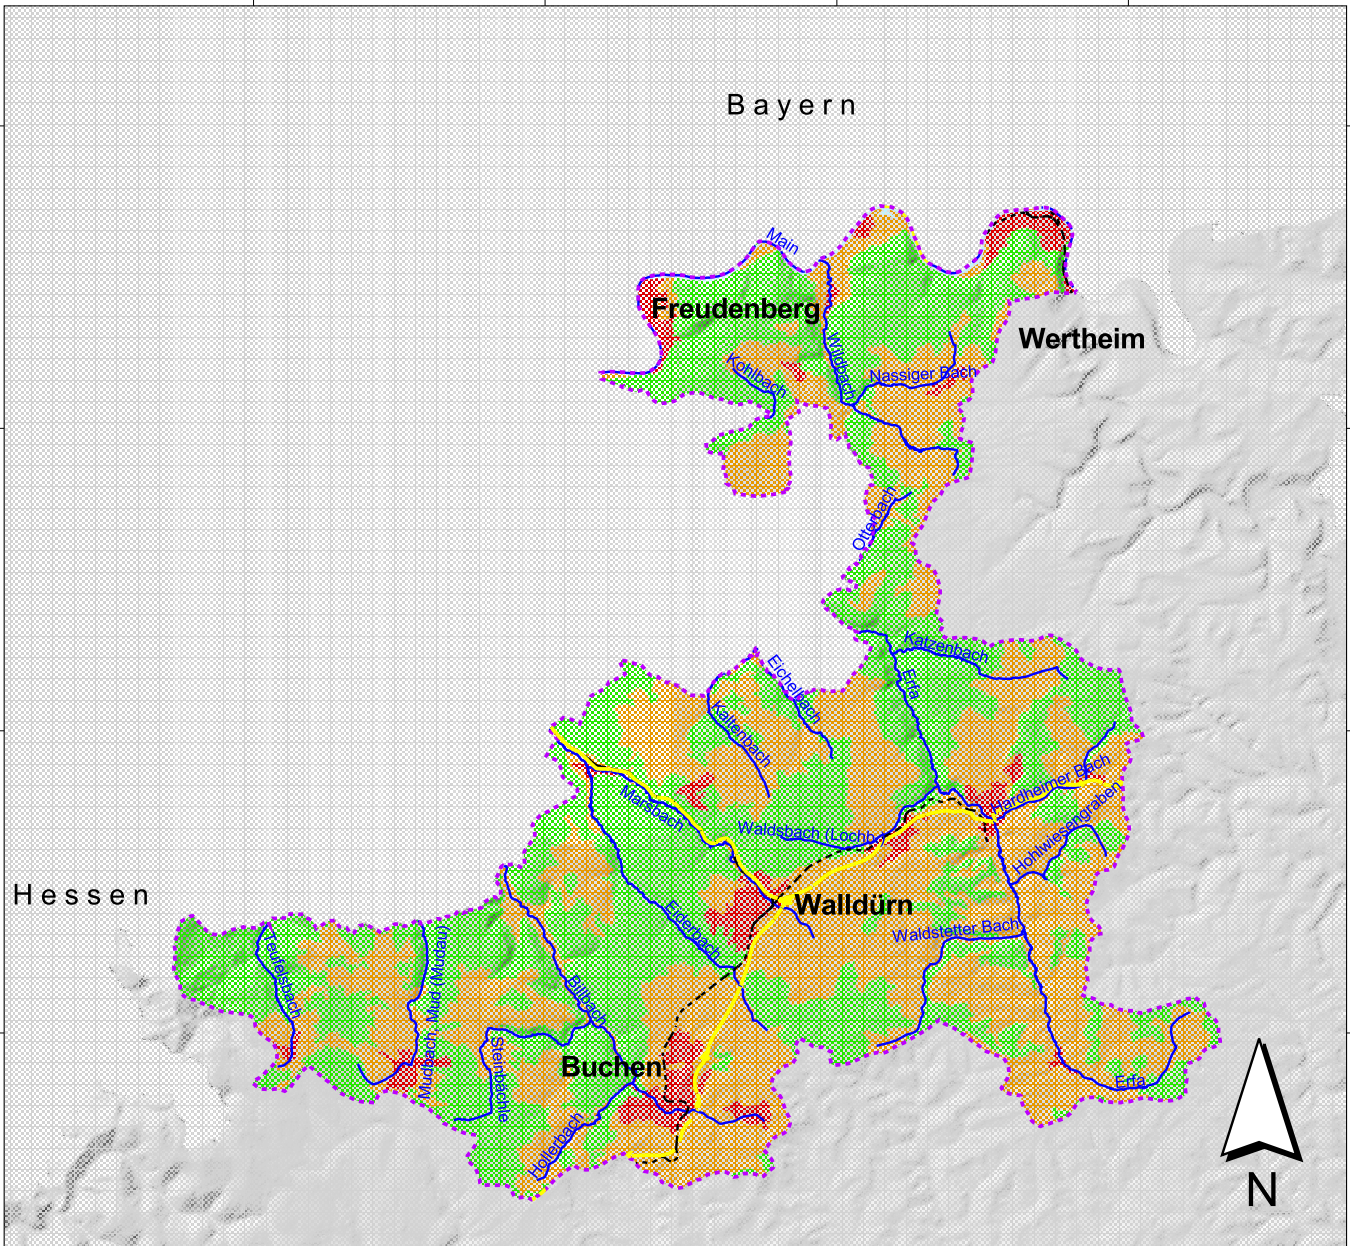 Bayern
Main
Freudenberg
Wertheim
Wildbach
Kohlbach
Nassiger Bach
Otterbach
Katzenbach
Eichelbach
Erfa
Kaltenbach
Hardheimer Bach
Marsbach
Hohlwiesengraben
Waldsbach (Lochb.)
Hessen
Walldürn
Eiderbach
Waldstetter Bach
Teufelsbach
Mudbach, Mud (Mudau)
Billbach
Steinbächle
Buchen
Erfa
Hollerbach
N